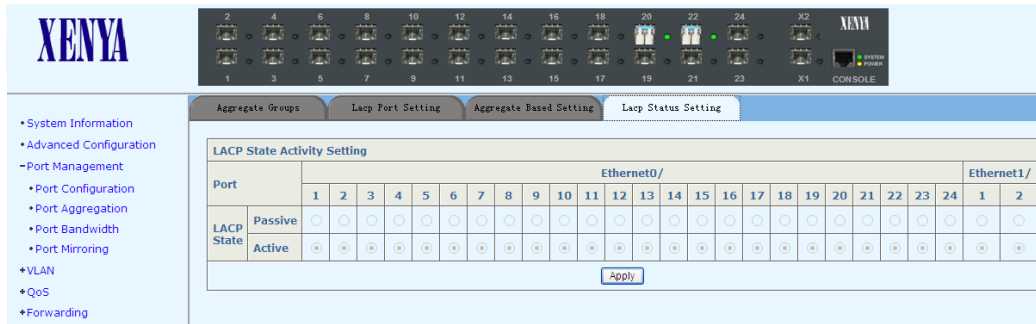 XENYA
2 4 6 8 10 12 14 16 18 20 22 24 X2 XENYA
SYSTEM
POWER
1 3 5 7 9 11 13 15 17 19 21 23 X1 CONSOLE
Aggregate Groups Lacp Port Setting Aggregate Based Setting Lacp Status Setting
System Information
Advanced Configuration
Port Management
Port Configuration
Port Aggregation
Port Bandwidth
Port Mirroring
VLAN
QoS
Forwarding
LACP State Activity Setting
Port Ethernet0/ Ethernet1/
1 2 3 4 5 6 7 8 9 10 11 12 13 14 15 16 17 18 19 20 21 22 23 24 1 2
LACP State Passive
Active
Apply